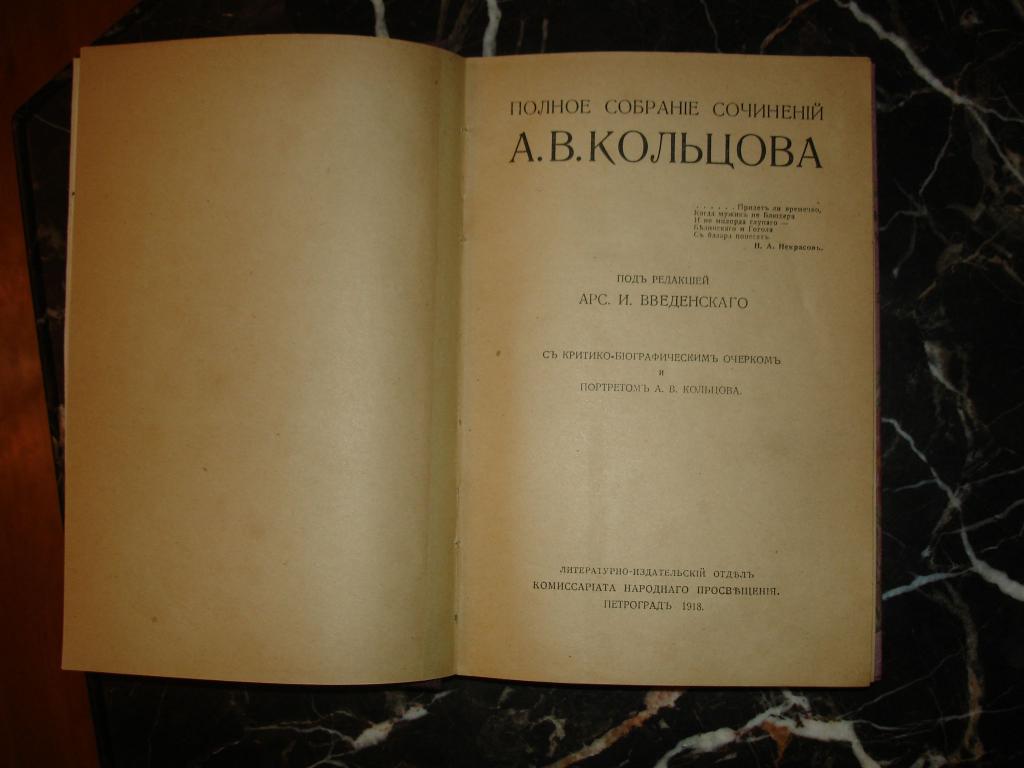 ПОЛНОЕ СОБРАНІЕ СОЧИНЕНІЙ
А. В. КОЛЬЦОВА
. . . . . . Придетъ ли времечко,
Когда мужикъ не Блюхера
И не милорда глупаго —
Бѣлинскаго и Гоголя
Съ базара понесетъ.
Н. А. Некрасовъ.
ПОДЪ РЕДАКЦІЕЙ
АРС. И. ВВЕДЕНСКАГО
СЪ КРИТИКО-БІОГРАФИЧЕСКИМЪ ОЧЕРКОМЪ
И
ПОРТРЕТОМЪ А. В. КОЛЬЦОВА.
ЛИТЕРАТУРНО-ИЗДАТЕЛЬСКІЙ ОТДѢЛЪ
КОМИССАРІАТА НАРОДНАГО ПРОСВѢЩЕНІЯ.
ПЕТРОГРАДЪ 1918.